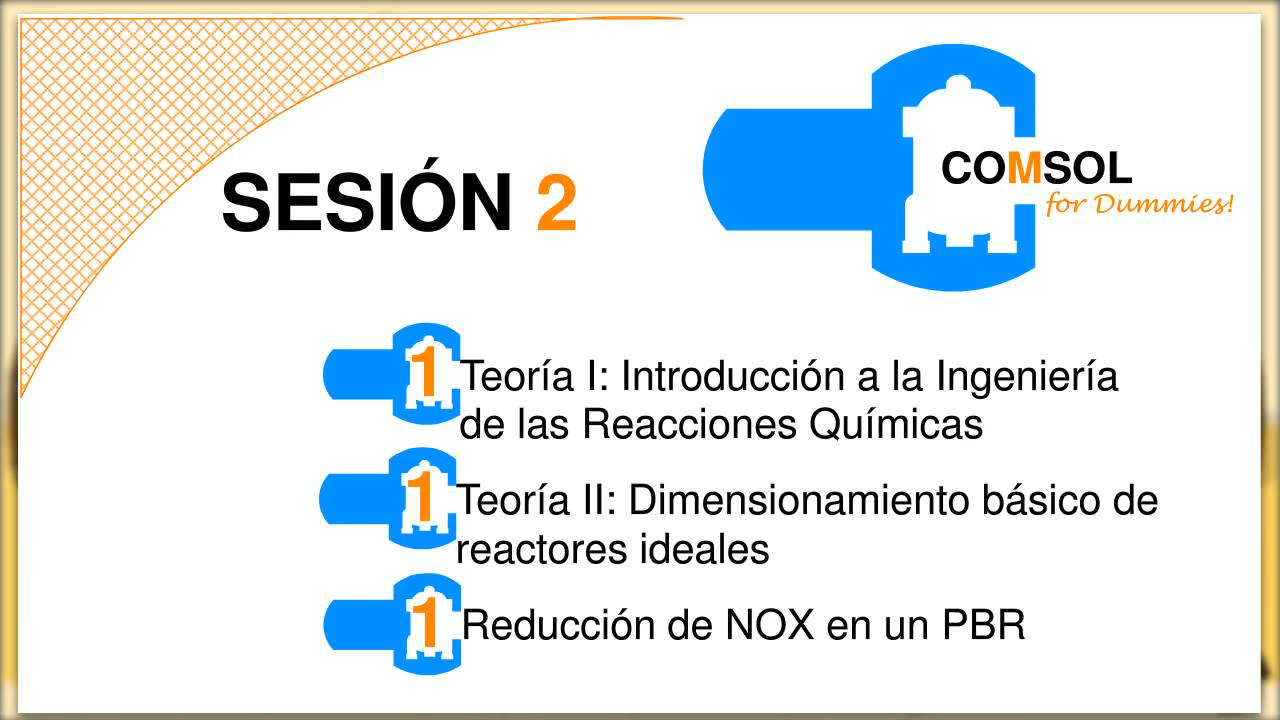 SESIÓN 2
COMSOL
for Dummies!
1
Teoría I: Introducción a la Ingeniería
de las Reacciones Químicas
1
Teoría II: Dimensionamiento básico de
reactores ideales
1
Reducción de NOX en un PBR